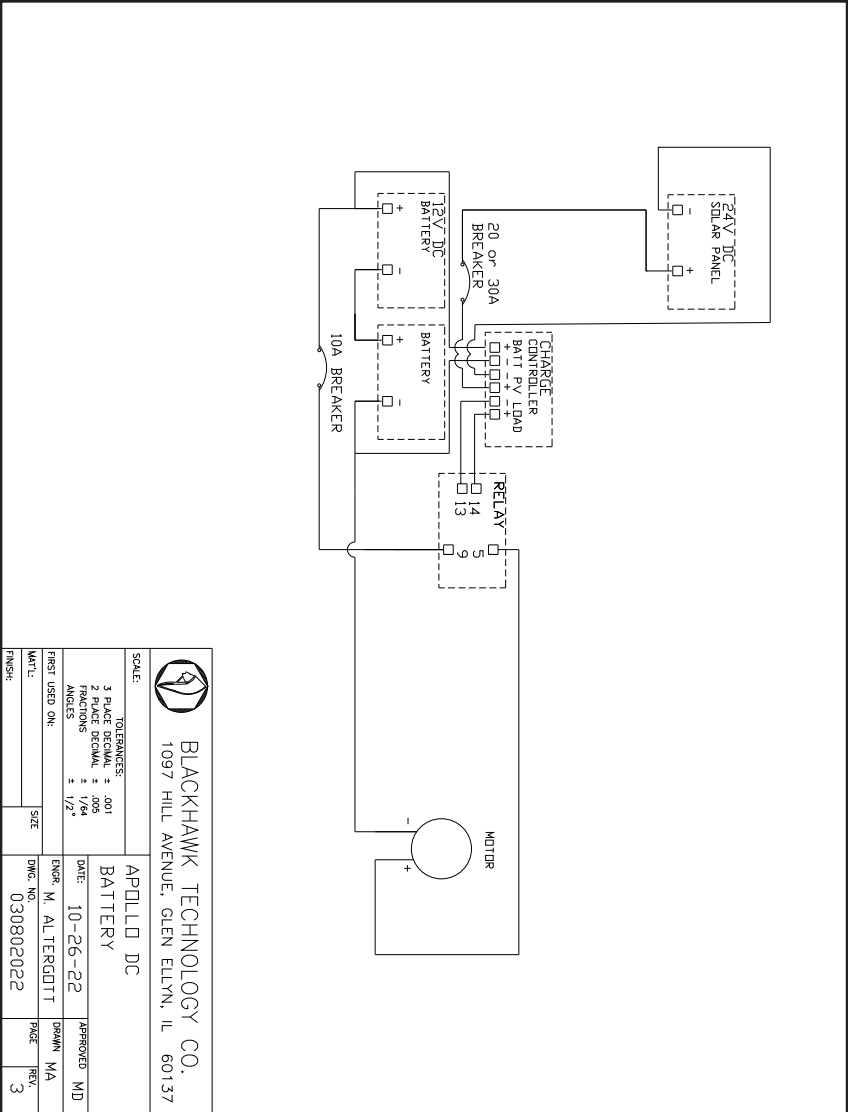 24V DC
SOLAR PANEL
-
+
20 or 30A
BREAKER
12V DC
BATTERY
+
-
BATTERY
+
-
10A BREAKER
CHARGE
CONTROLLER
BATT PV LOAD
+ - - + - +
RELAY
14
13
5
9
MOTOR
-
+
BLACKHAWK TECHNOLOGY CO.
1097 HILL AVENUE, GLEN ELLYN, IL 60137
SCALE:
TOLERANCES:
3 PLACE DECIMAL ± .001
2 PLACE DECIMAL ± .005
FRACTIONS ± 1/64
ANGLES ± 1/2°
FIRST USED ON:
MAT'L:
FINISH:
SIZE
APOLLO DC
BATTERY
DATE: 10-26-22
APPROVED MD
ENGR. M. ALTERGOTT
DRAWN MA
DWG. NO.
030802022
PAGE
REV.
3